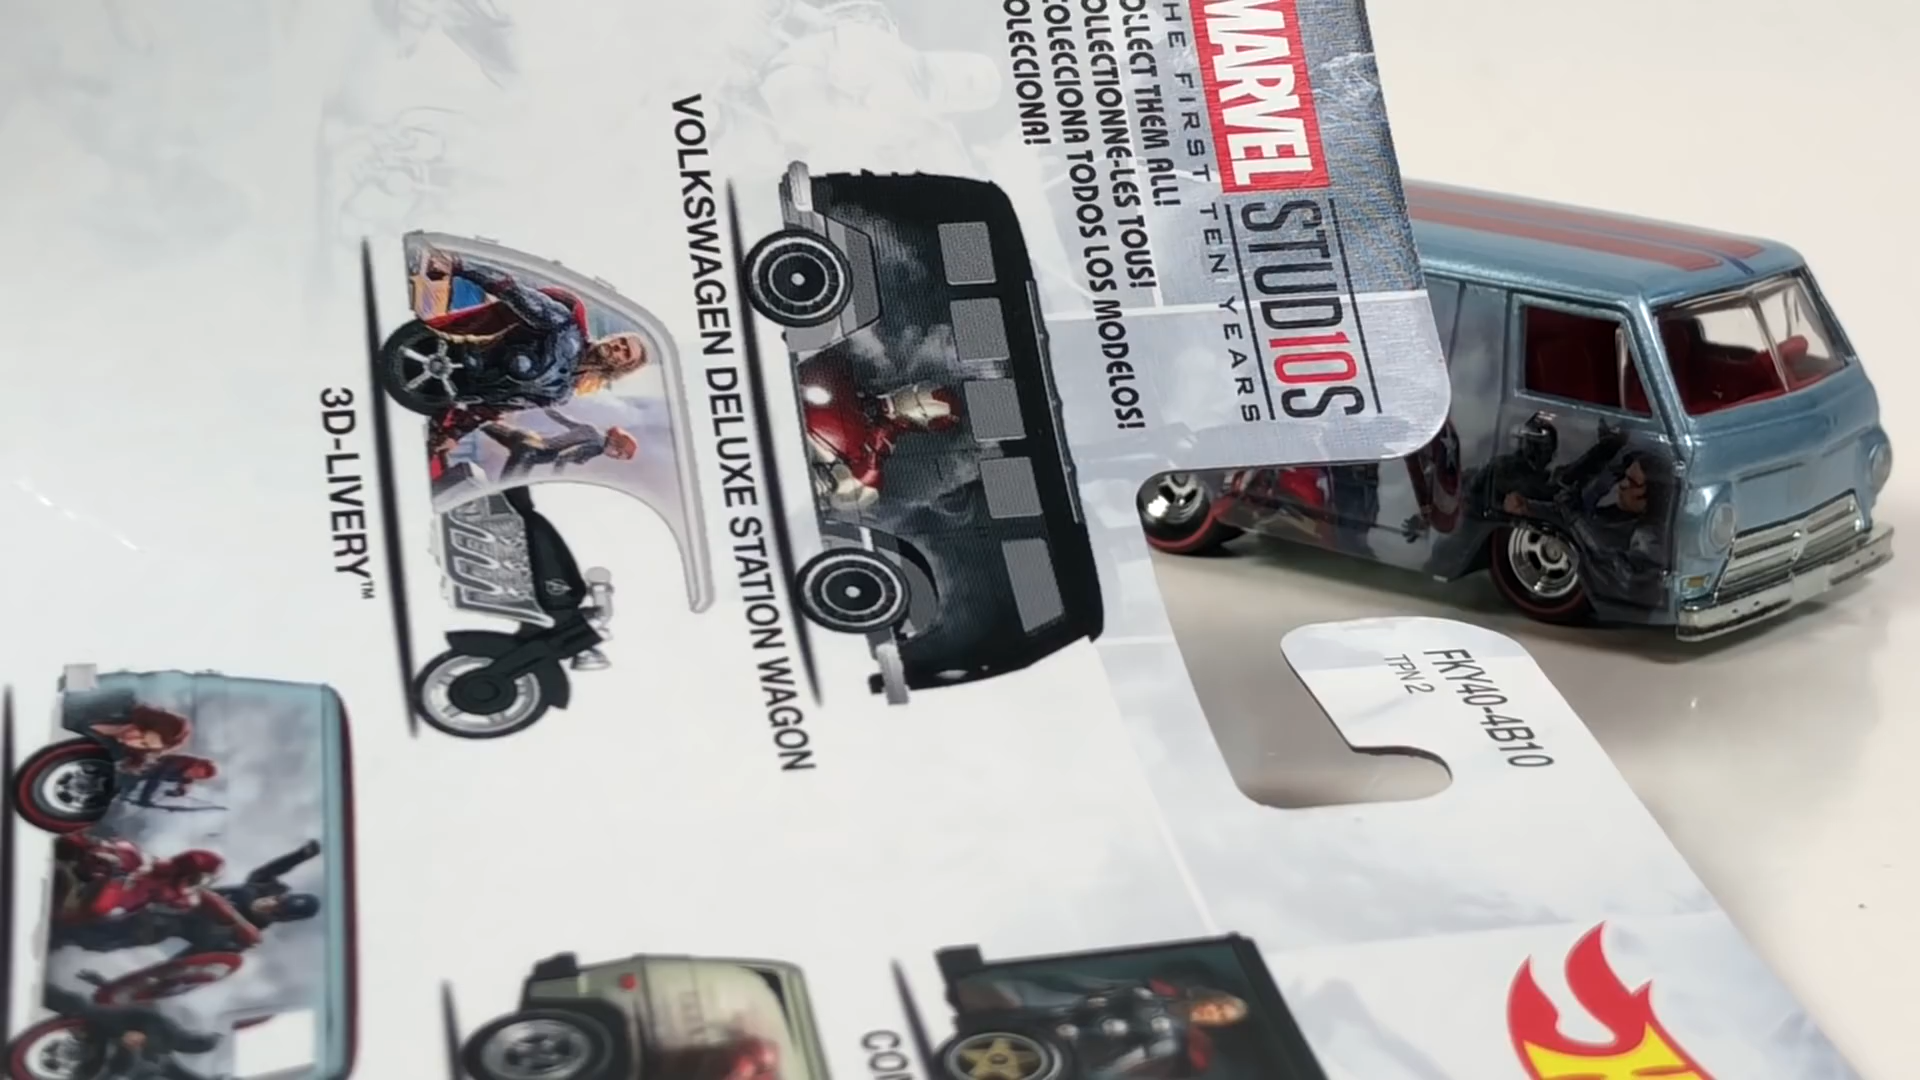 MARVEL
STUD10S
THE FIRST TEN YEARS
COLLECT THEM ALL!
COLLECTIONNE-LES TOUS!
¡COLECCIONA TODOS LOS MODELOS!
COLECCIONA!
VOLKSWAGEN DELUXE STATION WAGON
3D-LIVERY™
FKY40-4B10
TPN 2